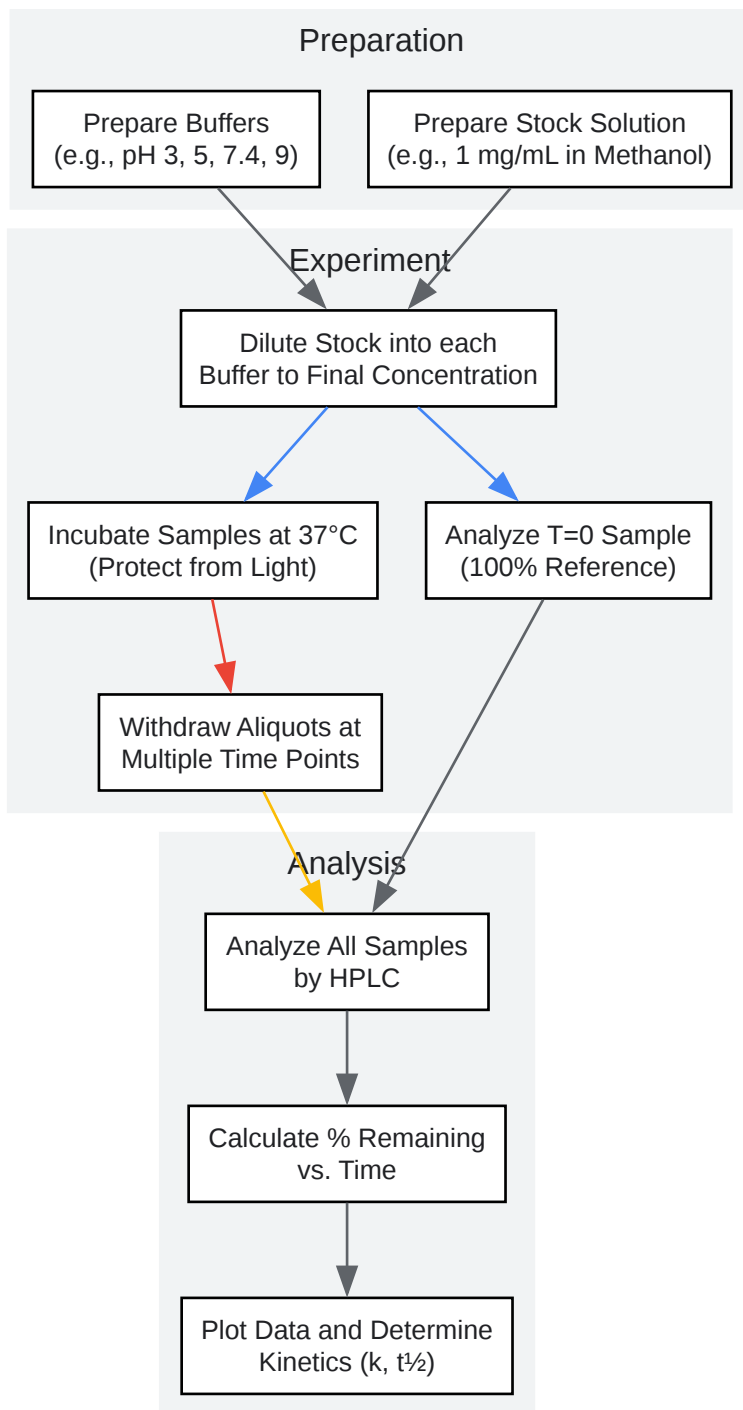 Preparation
Prepare Buffers
(e.g., pH 3, 5, 7.4, 9)
Prepare Stock Solution
(e.g., 1 mg/mL in Methanol)
Experiment
Dilute Stock into each
Buffer to Final Concentration
Incubate Samples at 37°C
(Protect from Light)
Analyze T=0 Sample
(100% Reference)
Withdraw Aliquots at
Multiple Time Points
Analysis
Analyze All Samples
by HPLC
Calculate % Remaining
vs. Time
Plot Data and Determine
Kinetics (k, t½)